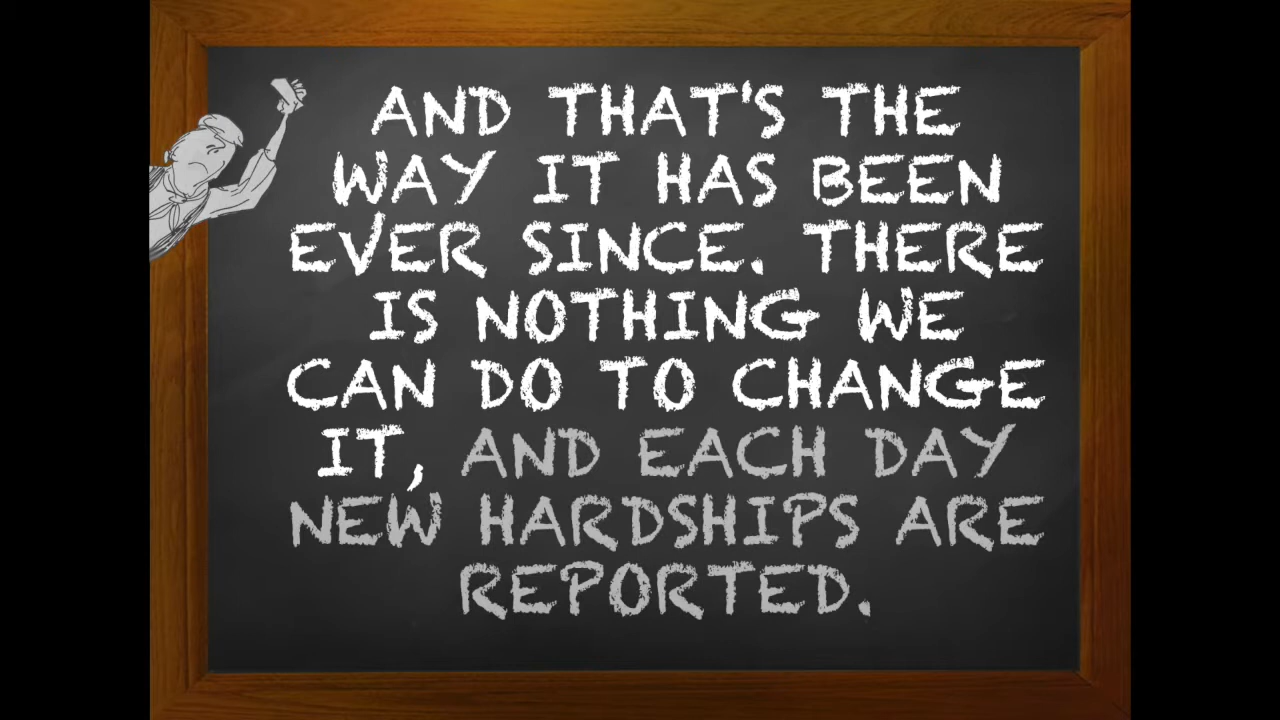 AND THAT'S THE
WAY IT HAS BEEN
EVER SINCE. THERE
IS NOTHING WE
CAN DO TO CHANGE
IT, AND EACH DAY
NEW HARDSHIPS ARE
REPORTED.